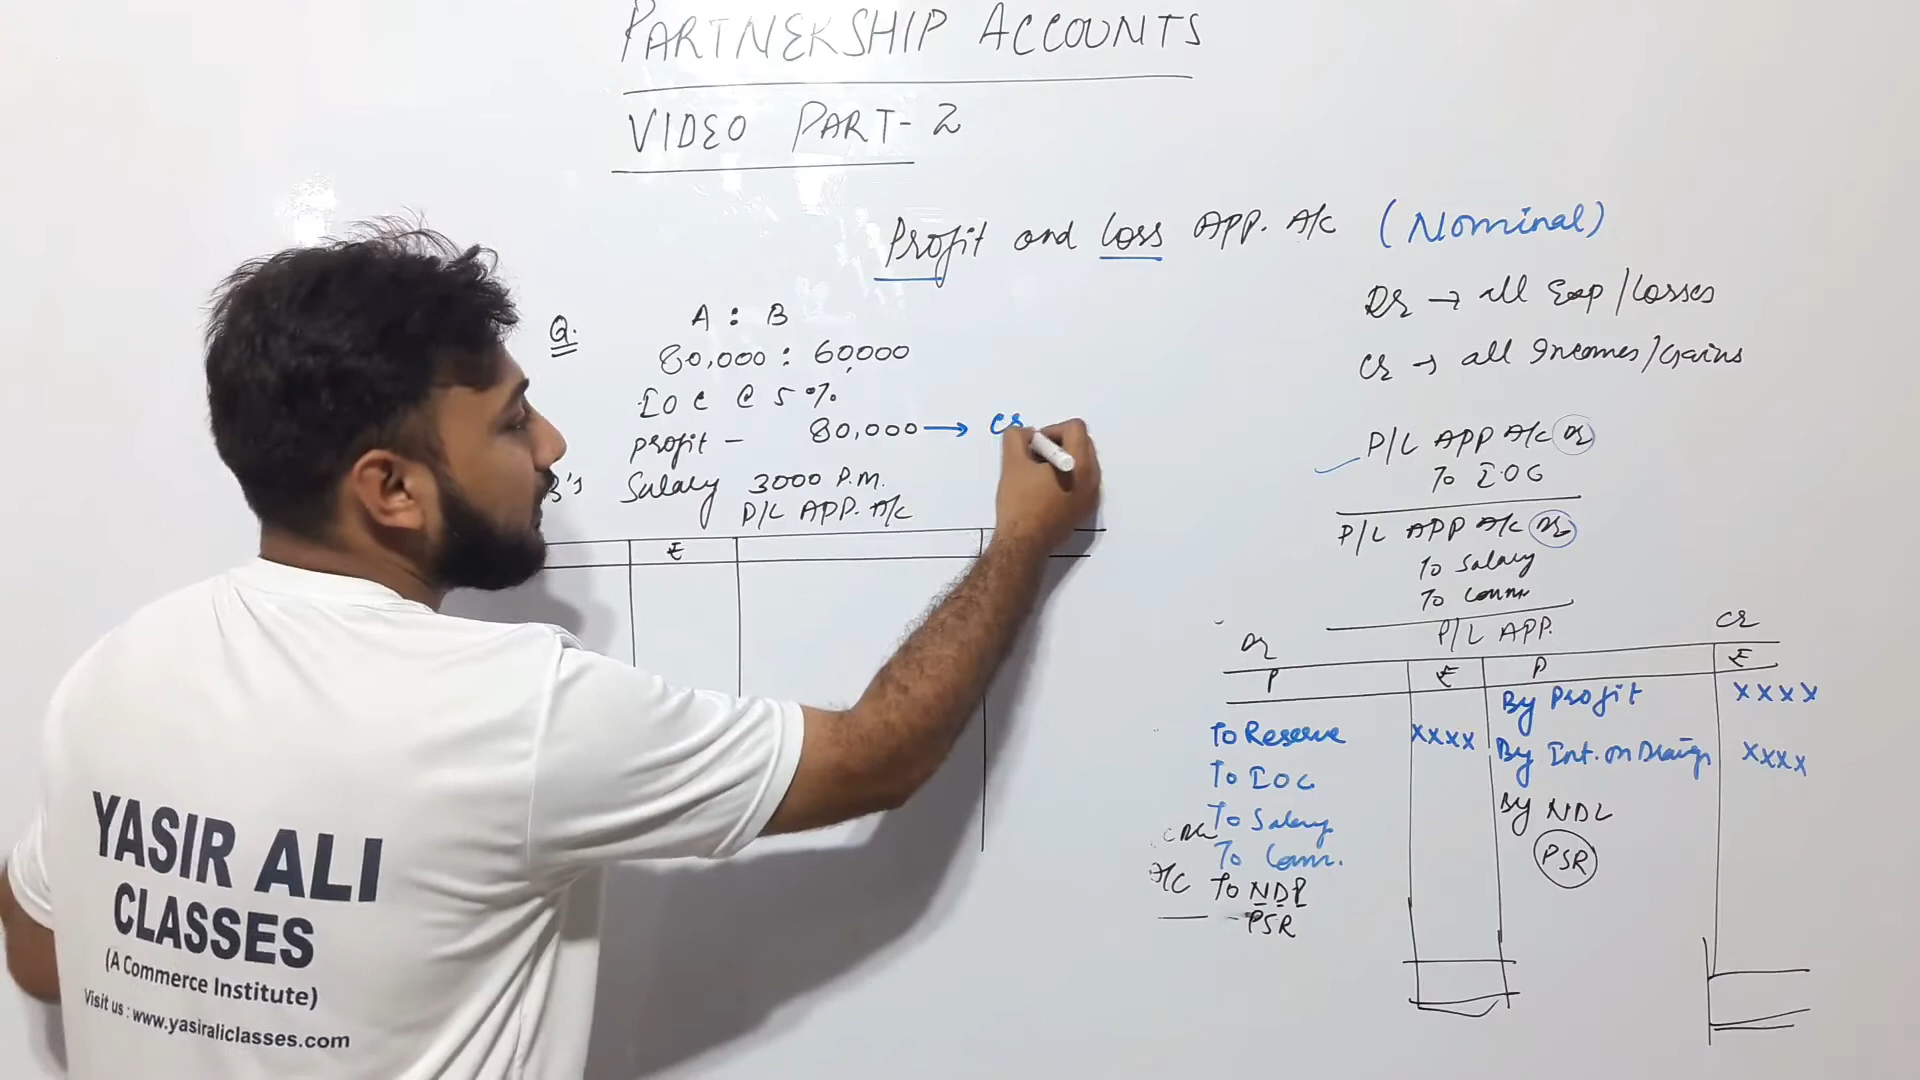 PARTNERSHIP ACCOUNTS
VIDEO PART-2
Profit and Loss APP. A/c (Nominal)
Dr → all Exp/Losses
Cr → all Incomes/Gains
Q. A : B
80,000 : 60000
IOC @ 5%
profit - 80,000 → Cr
B's Salary 3000 P.M.
P/L APP. A/c
₹
P/L APP A/c Dr
To IOC
P/L APP A/c Dr
To Salary
To Comm
P/L APP.
Dr Cr
P ₹ P ₹
By Profit xxxx
To Reserve xxxx By Int. on Drawings xxxx
To IOC
To Salary By NDL
To Comm. PSR
A/C To NDP
PSR
YASIR ALI
CLASSES
(A Commerce Institute)
Visit us : www.yasiraliclasses.com